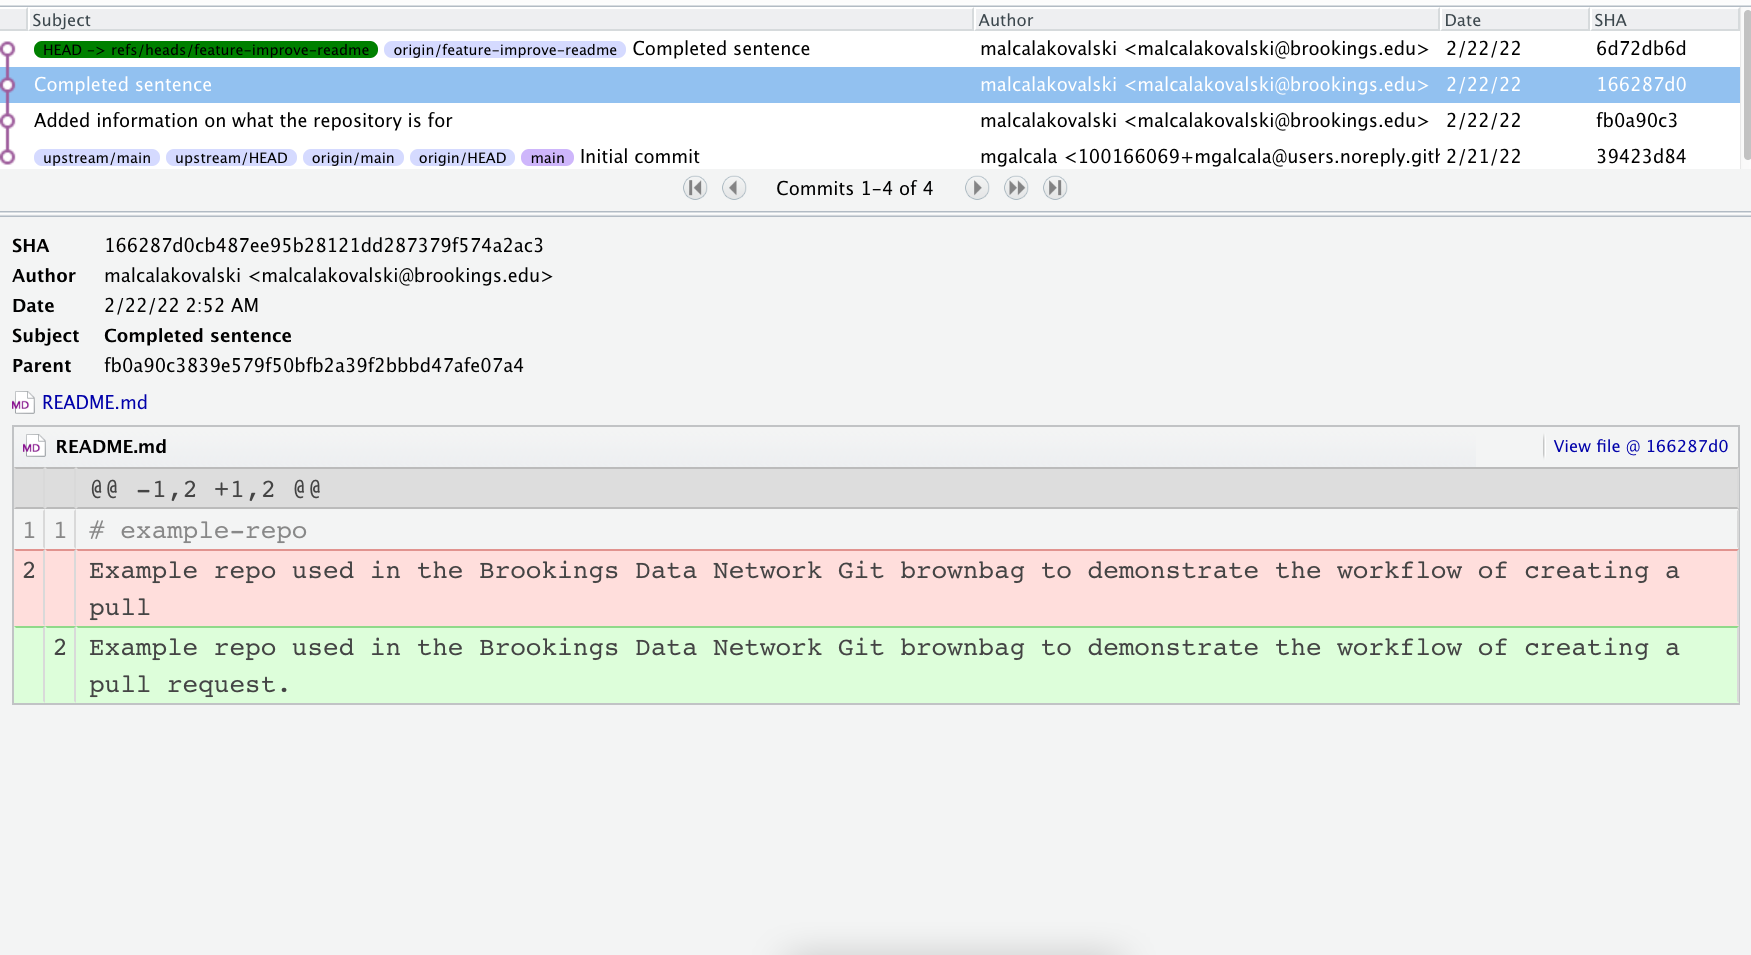 Subject Author Date SHA
HEAD -> refs/heads/feature-improve-readme origin/feature-improve-readme Completed sentence malcalakovalski <malcalakovalski@brookings.edu> 2/22/22 6d72db6d
Completed sentence malcalakovalski <malcalakovalski@brookings.edu> 2/22/22 166287d0
Added information on what the repository is for malcalakovalski <malcalakovalski@brookings.edu> 2/22/22 fb0a90c3
upstream/main upstream/HEAD origin/main origin/HEAD main Initial commit mgalcala <100166069+mgalcala@users.noreply.gitl 2/21/22 39423d84
Commits 1-4 of 4
SHA 166287d0cb487ee95b28121dd287379f574a2ac3
Author malcalakovalski <malcalakovalski@brookings.edu>
Date 2/22/22 2:52 AM
Subject Completed sentence
Parent fb0a90c3839e579f50bfb2a39f2bbbd47afe07a4
MD README.md
MD README.md View file @ 166287d0
@@ -1,2 +1,2 @@
1 1 # example-repo
2 Example repo used in the Brookings Data Network Git brownbag to demonstrate the workflow of creating a
pull
2 Example repo used in the Brookings Data Network Git brownbag to demonstrate the workflow of creating a
pull request.